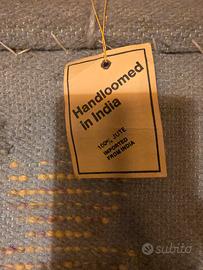 Handloomed
in India
100% JUTE
IMPORTED
FROM INDIA
subito